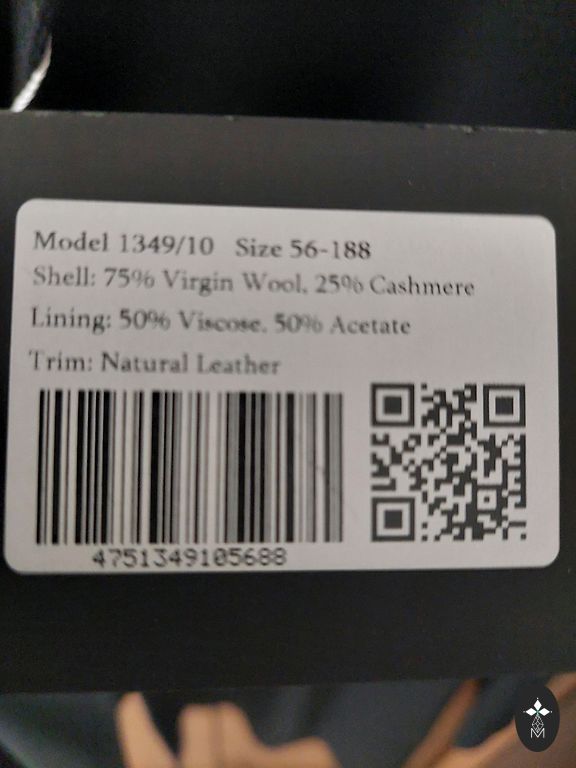 Model 1349/10 Size 56-188
Shell: 75% Virgin Wool, 25% Cashmere
Lining: 50% Viscose, 50% Acetate
Trim: Natural Leather
4751349105688
M